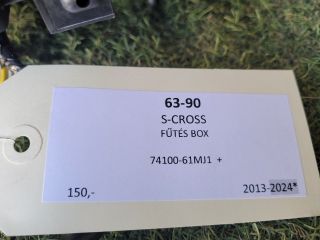 63-90
S-CROSS
FŰTÉS BOX
74100-61MJ1 +
150,- 2013-2024*